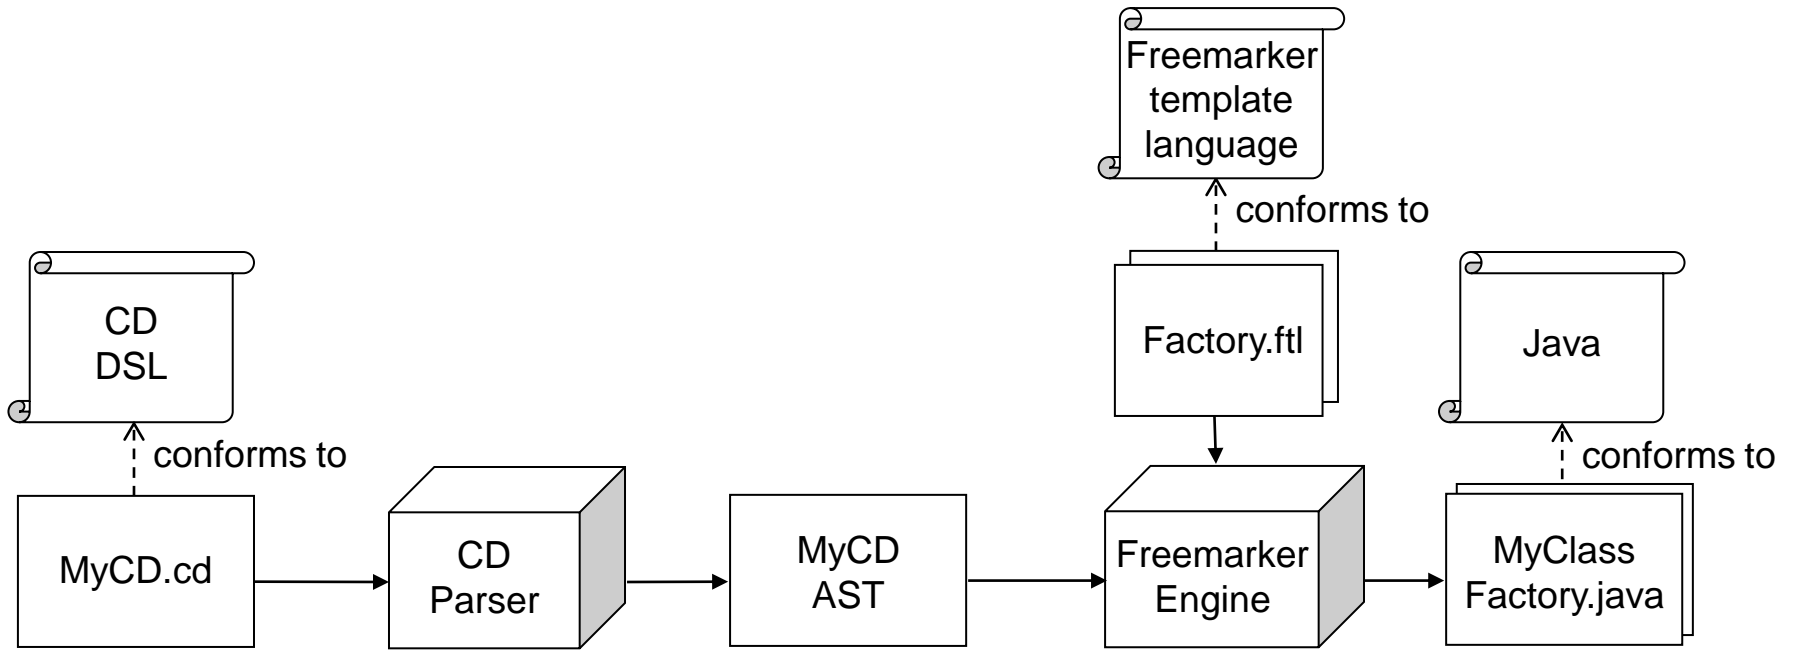 Freemarker
template
language
conforms to
CD
DSL
Factory.ftl
Java
conforms to
conforms to
MyCD.cd
CD
Parser
MyCD
AST
Freemarker
Engine
MyClass
Factory.java